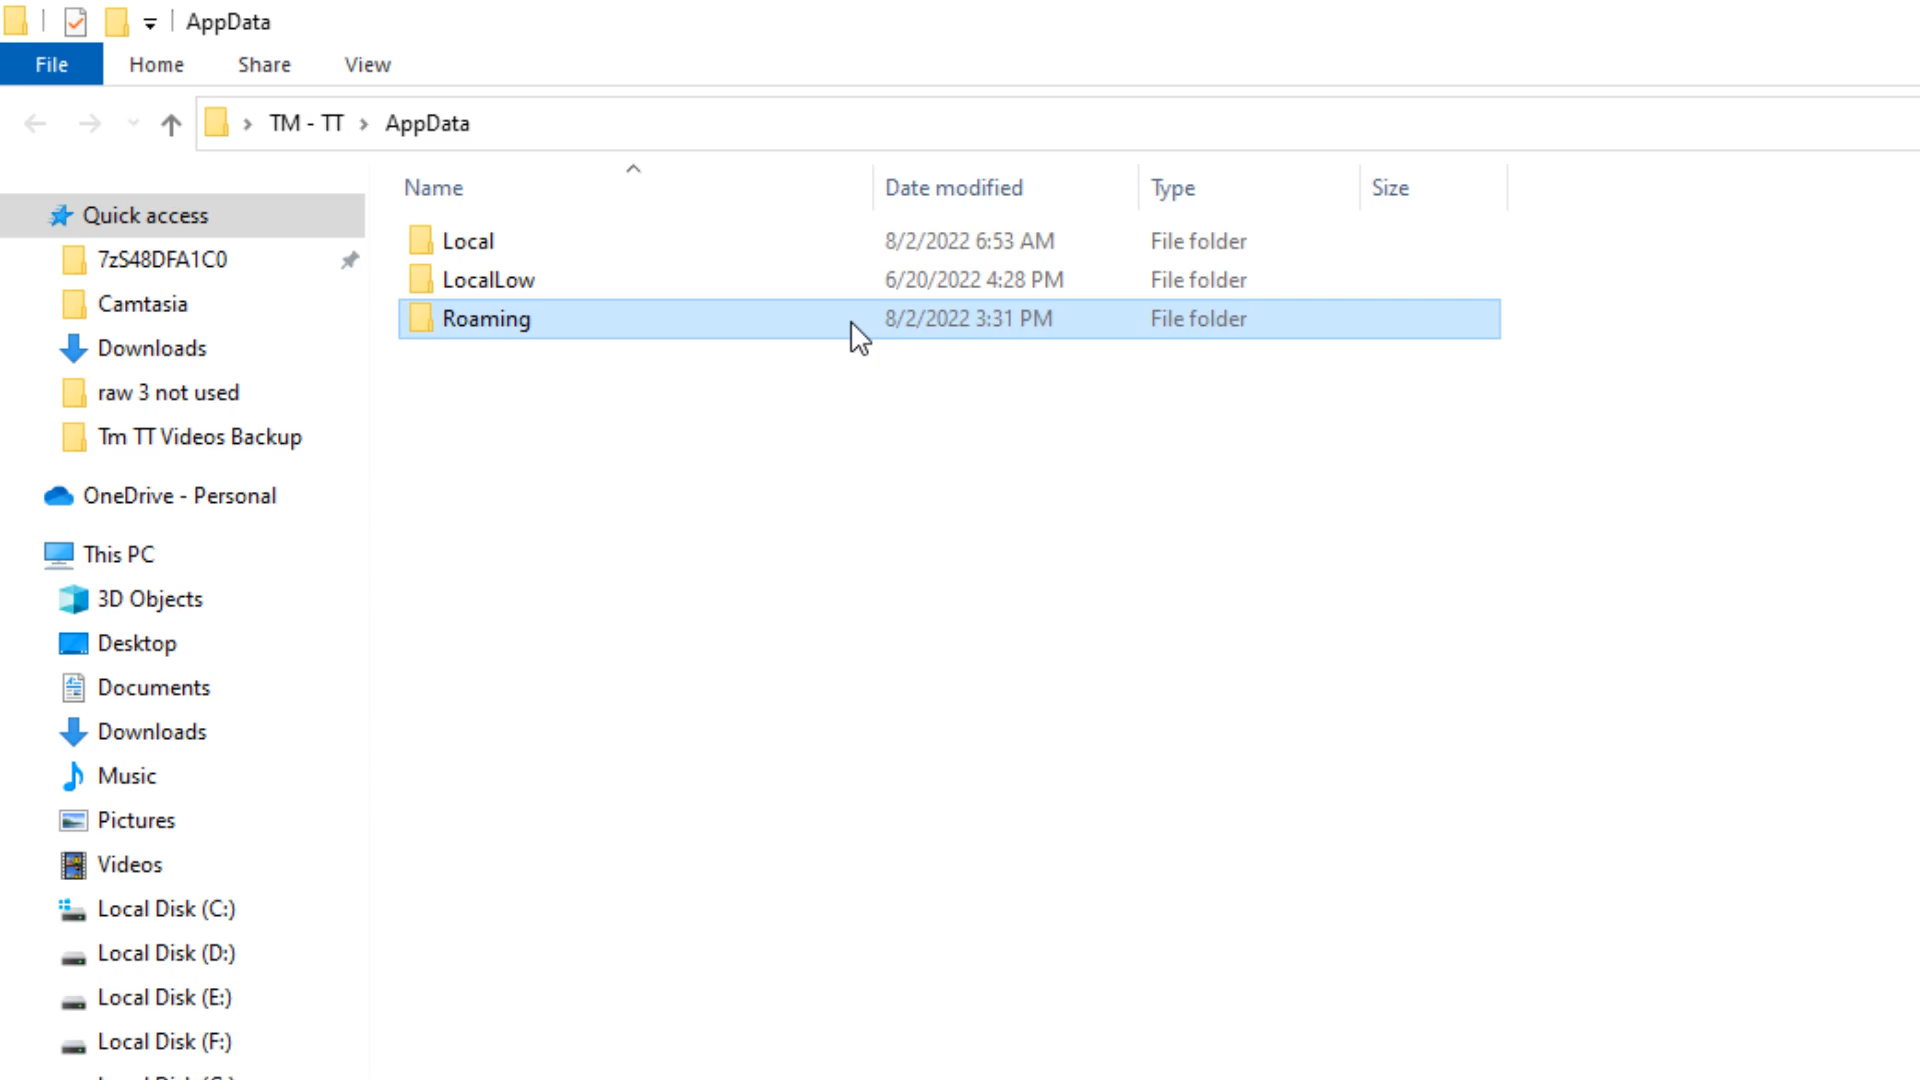 AppData
File Home Share View
TM - TT AppData
Name Date modified Type Size
Local 8/2/2022 6:53 AM File folder
LocalLow 6/20/2022 4:28 PM File folder
Roaming 8/2/2022 3:31 PM File folder
Quick access
7zS48DFA1C0
Camtasia
Downloads
raw 3 not used
Tm TT Videos Backup
OneDrive - Personal
This PC
3D Objects
Desktop
Documents
Downloads
Music
Pictures
Videos
Local Disk (C:)
Local Disk (D:)
Local Disk (E:)
Local Disk (F:)